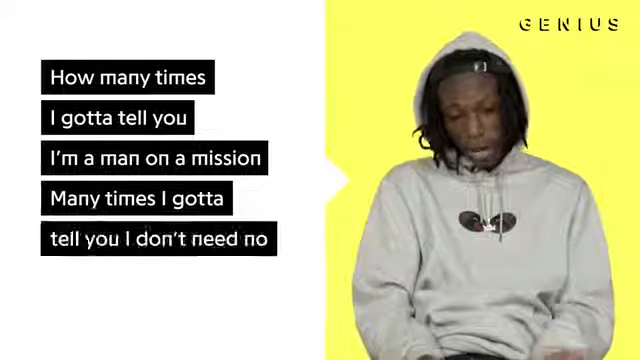 GENIUS
How many times
I gotta tell you
I'm a man on a mission
Many times I gotta
tell you I don't need no